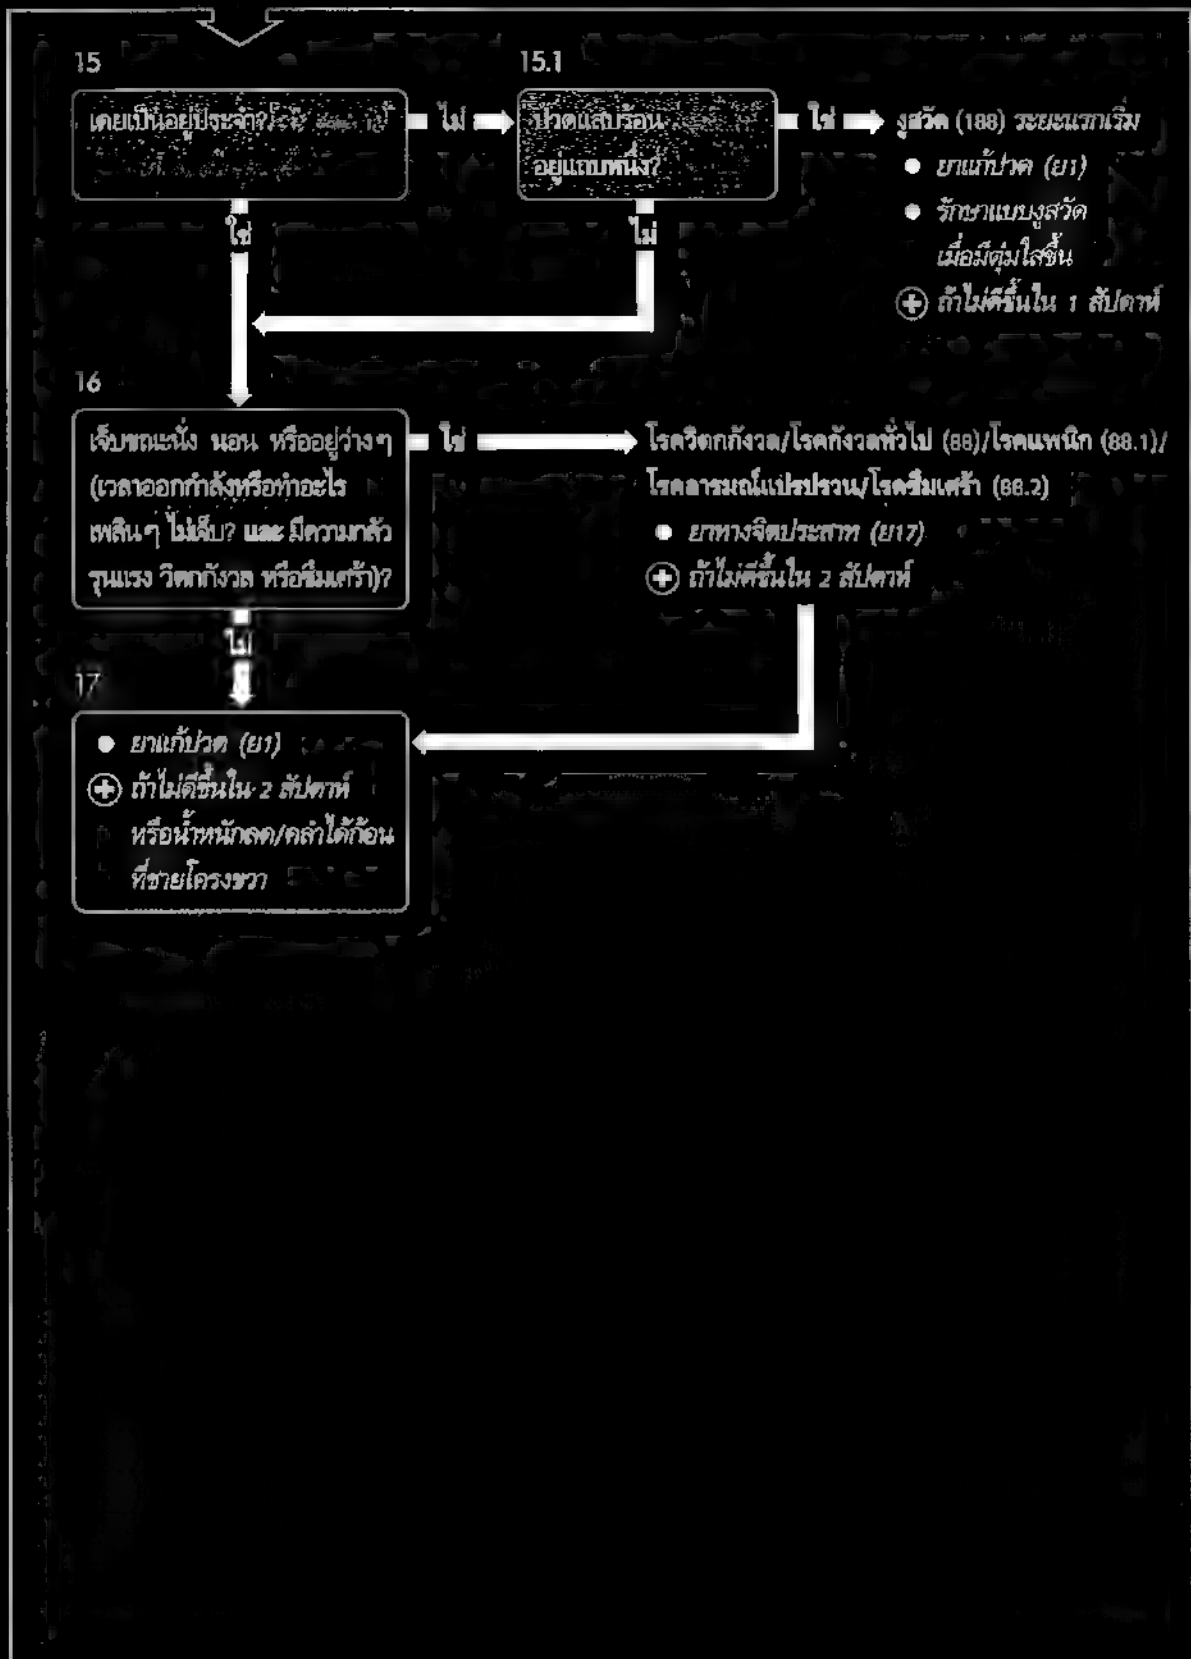 15
เคยเป็นอยู่ประจำ?
ไม่
15.1
ปวดแสบร้อน
อยู่แถบหนึ่ง?
ใช่
งูสวัด (188) ระยะแรกเริ่ม
● ยาแก้ปวด (ย1)
● รักษาแบบงูสวัด
เมื่อมีตุ่มใสขึ้น
⊕ ถ้าไม่ดีขึ้นใน 1 สัปดาห์
ใช่
ไม่
16
เจ็บขณะนั่ง นอน หรืออยู่ว่างๆ
(เวลาออกกำลังหรือทำอะไร
เพลินๆ ไม่เจ็บ? และ มีความกลัว
รุนแรง วิตกกังวล หรือซึมเศร้า)?
ใช่
โรควิตกกังวล/โรคกังวลทั่วไป (88)/โรคแพนิก (88.1)/
โรคอารมณ์แปรปรวน/โรคซึมเศร้า (88.2)
● ยาทางจิตประสาท (ย17)
⊕ ถ้าไม่ดีขึ้นใน 2 สัปดาห์
ไม่
17
● ยาแก้ปวด (ย1)
⊕ ถ้าไม่ดีขึ้นใน 2 สัปดาห์
หรือน้ำหนักลด/คลำได้ก้อน
ที่ชายโครงขวา